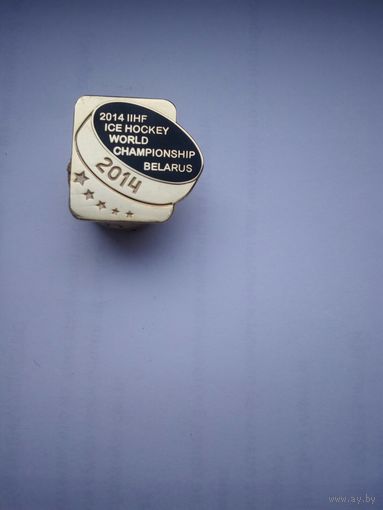 2014 IIHF
ICE HOCKEY
WORLD
CHAMPIONSHIP
BELARUS
2014
www.ay.by